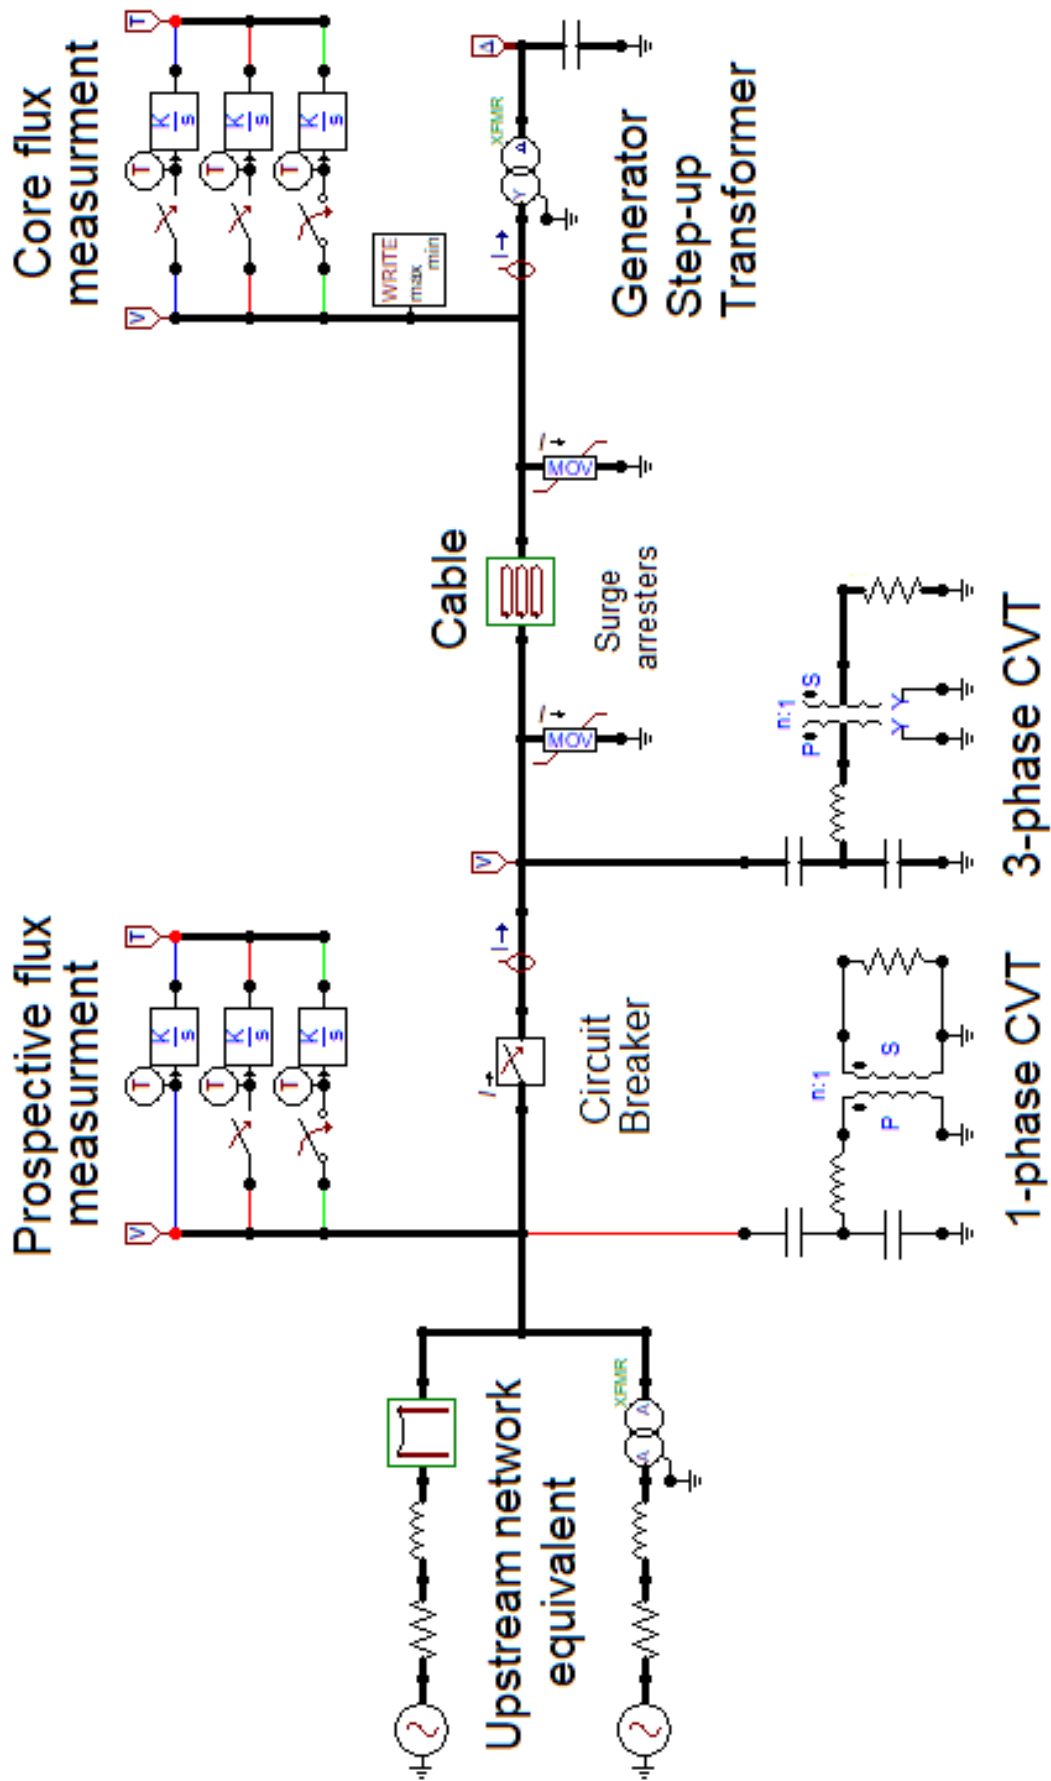 Prospective flux
measurment
V
T
T
K
s
T
K
s
T
K
s
Core flux
measurment
V
T
T
K
s
T
K
s
T
K
s
WRITE
max
min
Upstream network
equivalent
XFMR
A A
I
Circuit
Breaker
I
V
I
MOV
Cable
Surge
arresters
I
MOV
I
XFMR
Y Δ
Δ
Generator
Step-up
Transformer
n:1
P S
1-phase CVT
n:1
P S
Y Y
3-phase CVT